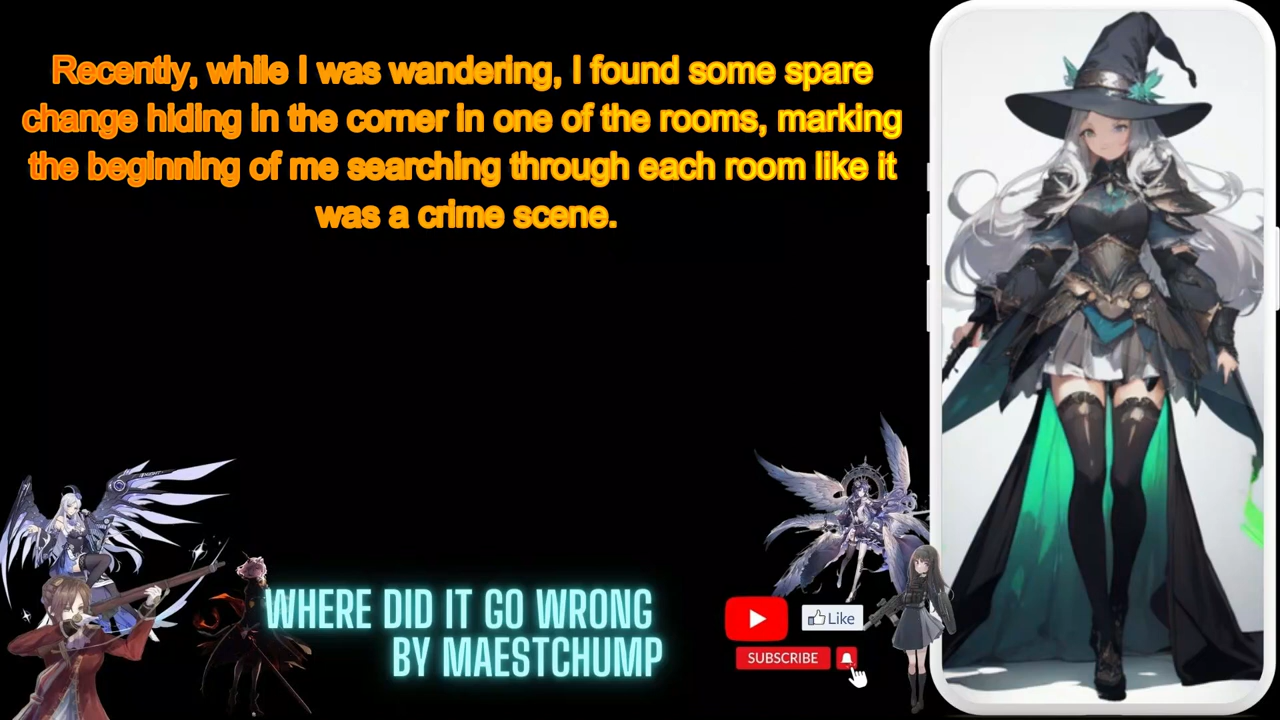 Recently, while I was wandering, I found some spare
change hiding in the corner in one of the rooms, marking
the beginning of me searching through each room like it
was a crime scene.
WHERE DID IT GO WRONG
BY MAESTCHUMP
Like
SUBSCRIBE